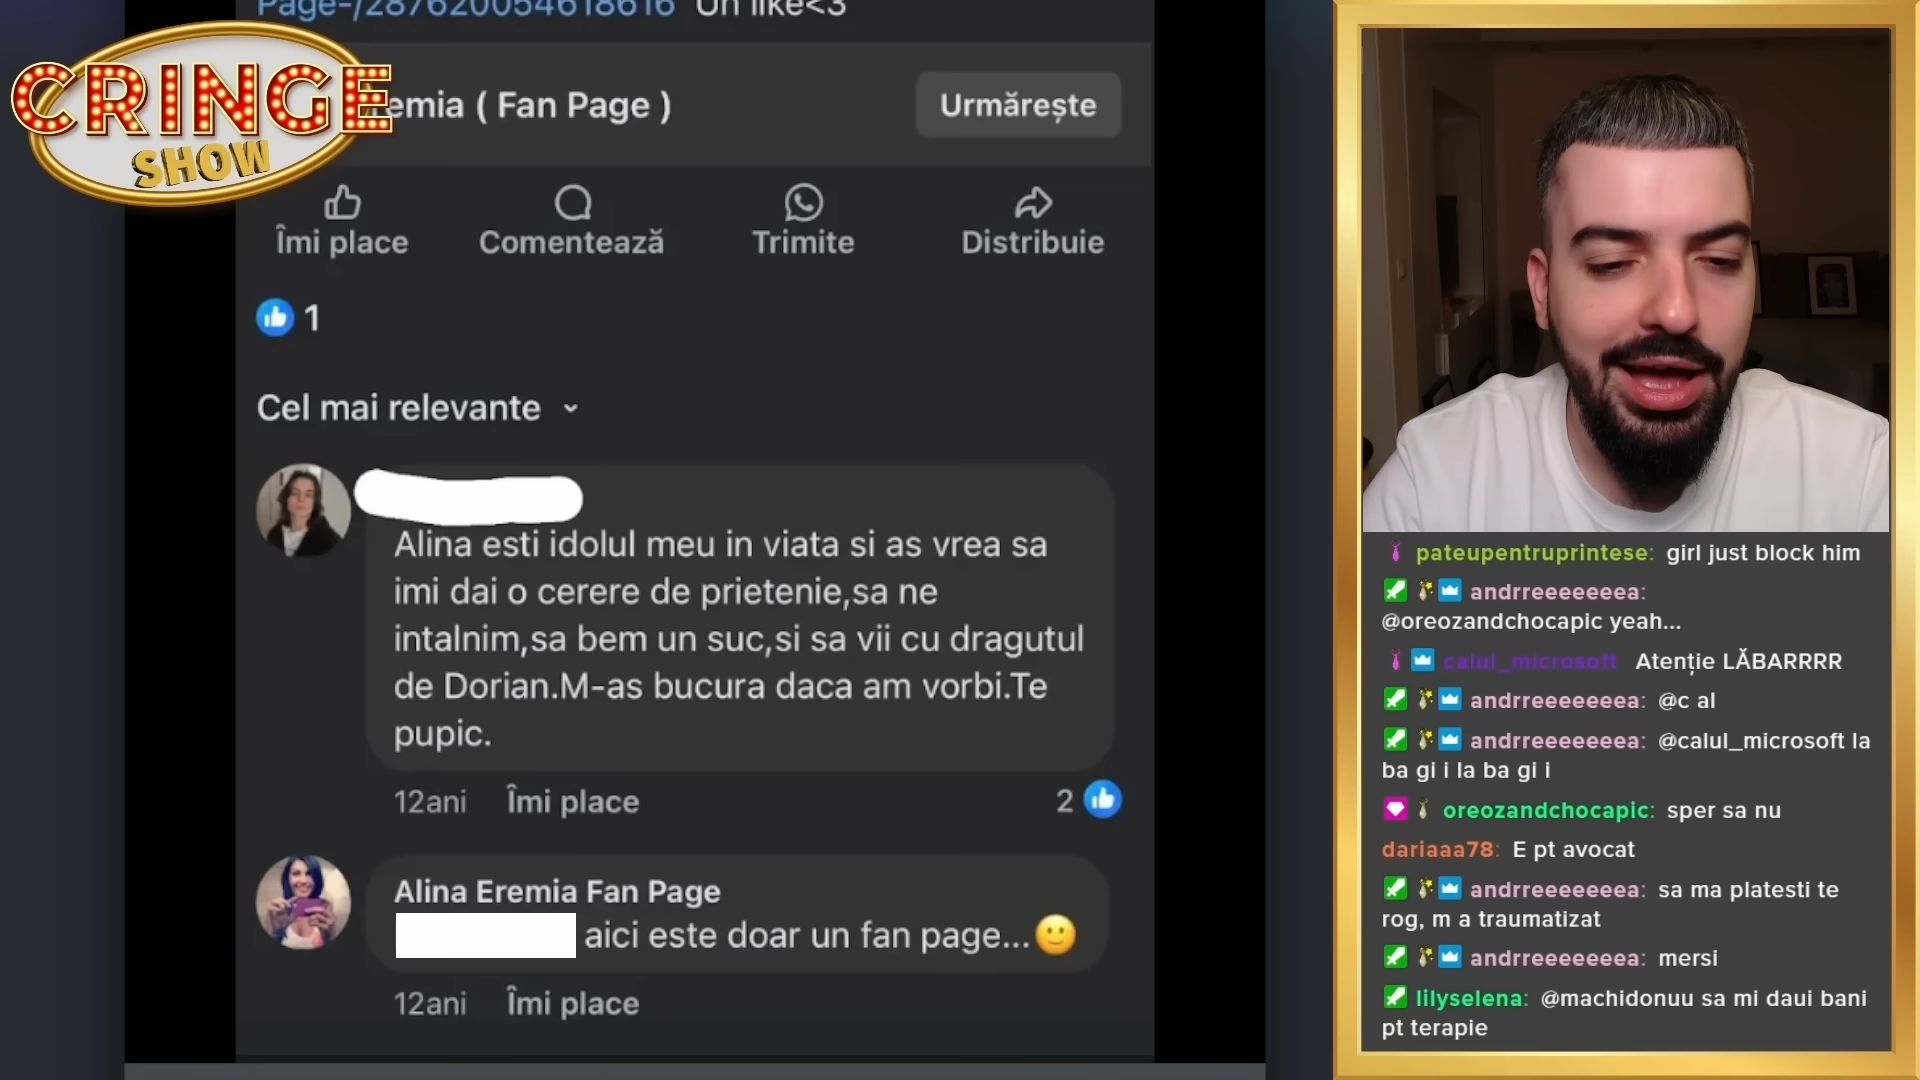 Page-/287620054618616 Un like<3
CRINGE
SHOW
emia ( Fan Page )
Urmărește
Îmi place
Comentează
Trimite
Distribuie
1
Cel mai relevante
Alina esti idolul meu in viata si as vrea sa
imi dai o cerere de prietenie,sa ne
intalnim,sa bem un suc,si sa vii cu dragutul
de Dorian.M-as bucura daca am vorbi.Te
pupic.
12ani Îmi place 2
Alina Eremia Fan Page
aici este doar un fan page...🙂
12ani Îmi place
pateupentruprintese: girl just block him
andrreeeeeeea:
@oreozandchocapic yeah...
calul_microsoft Atenție LĂBARRRR
andrreeeeeeea: @c al
andrreeeeeeea: @calul_microsoft la
ba gi i la ba gi i
oreozandchocapic: sper sa nu
dariaaa78: E pt avocat
andrreeeeeeea: sa ma platesti te
rog, m a traumatizat
andrreeeeeeea: mersi
lilyselena: @machidonuu sa mi daui bani
pt terapie